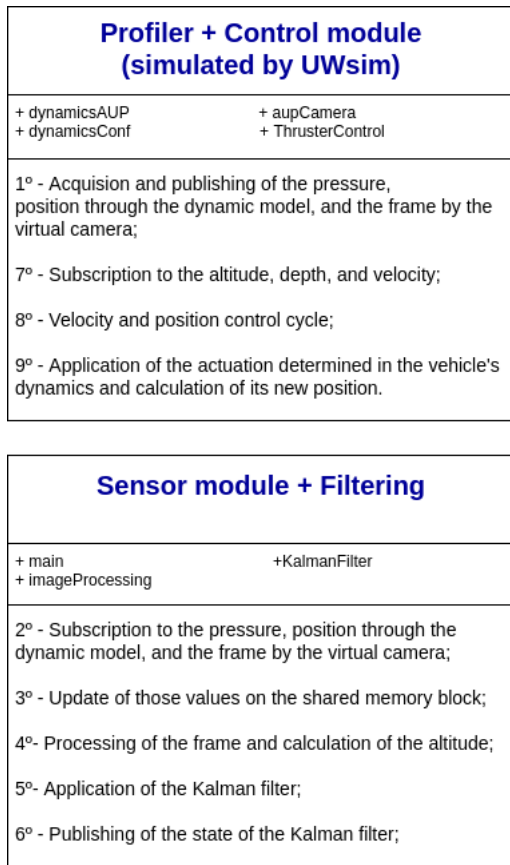 Profiler + Control module
(simulated by UWsim)
+ dynamicsAUP
+ aupCamera
+ dynamicsConf
+ ThrusterControl
1º - Acquision and publishing of the pressure,
position through the dynamic model, and the frame by the
virtual camera;
7º - Subscription to the altitude, depth, and velocity;
8º - Velocity and position control cycle;
9º - Application of the actuation determined in the vehicle's
dynamics and calculation of its new position.
Sensor module + Filtering
+ main
+KalmanFilter
+ imageProcessing
2º - Subscription to the pressure, position through the
dynamic model, and the frame by the virtual camera;
3º - Update of those values on the shared memory block;
4º- Processing of the frame and calculation of the altitude;
5º- Application of the Kalman filter;
6º - Publishing of the state of the Kalman filter;